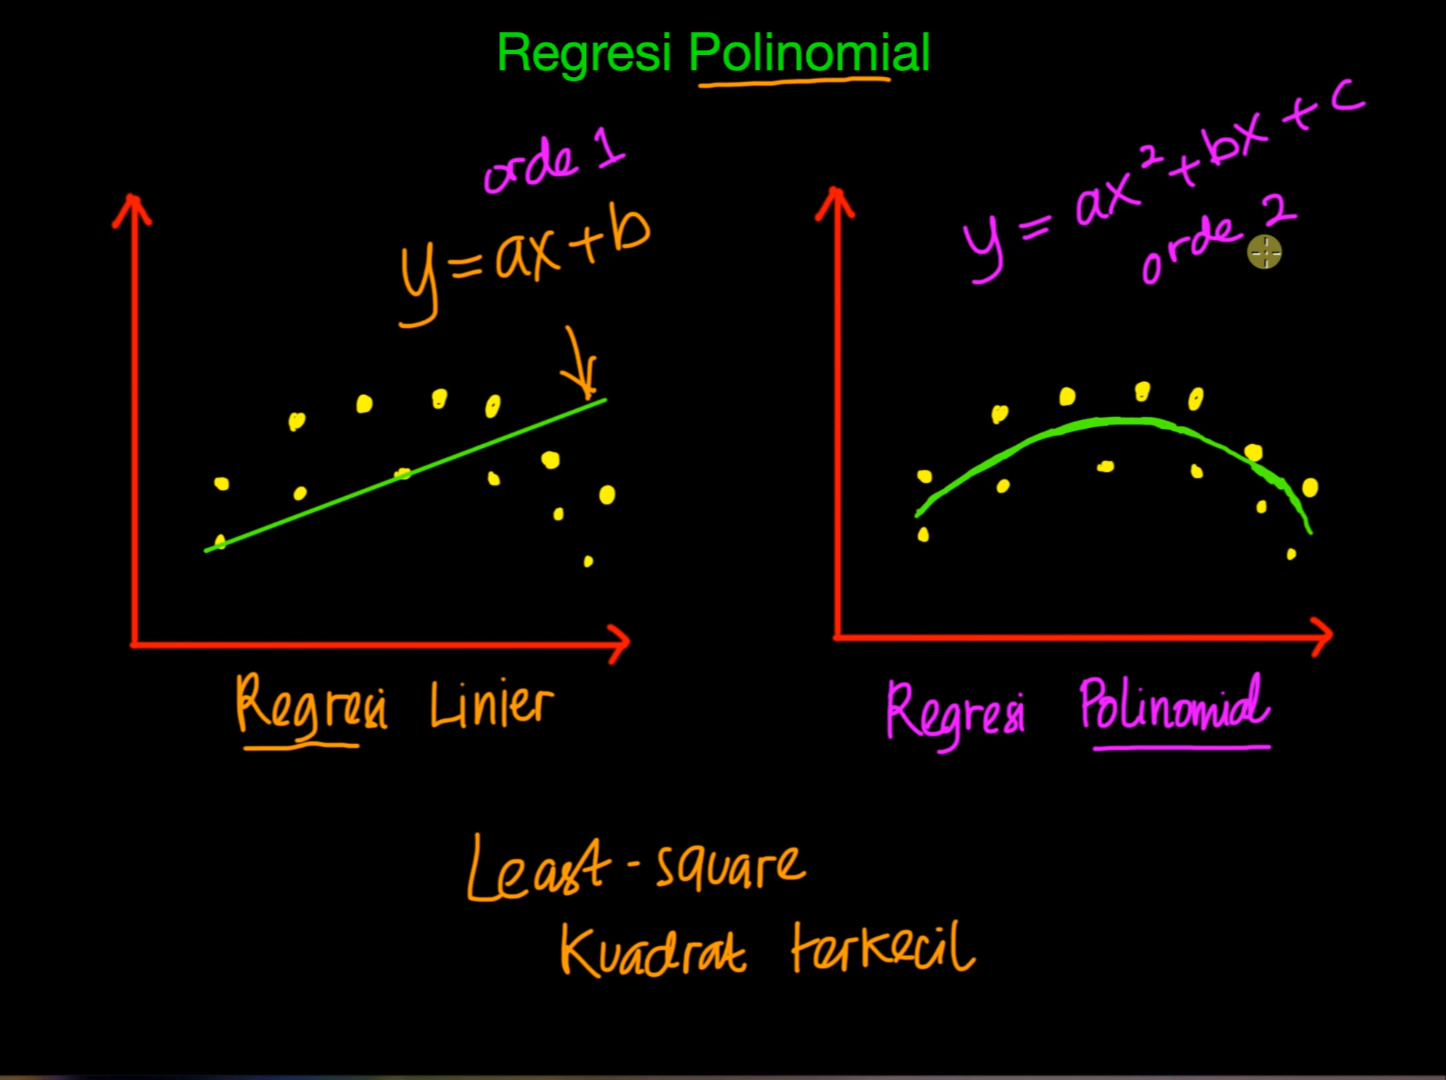 Regresi Polinomial
orde 1
y = ax + b
y = ax² + bx + c
orde 2
Regresi Linier
Regresi Polinomial
Least-square
Kuadrat terkecil